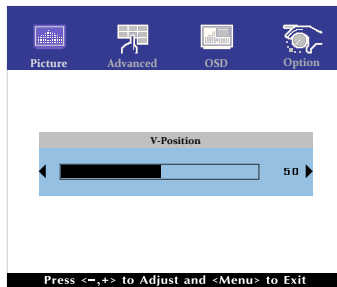 Picture Advanced OSD Option
V-Position
50
Press <-,+> to Adjust and <Menu> to Exit